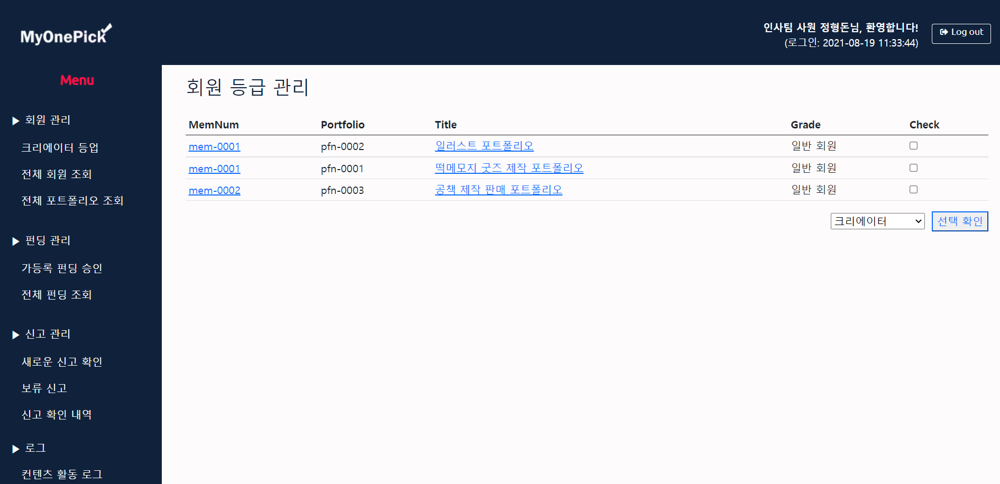 MyOnePick
인사팀 사원 정형돈님, 환영합니다!
(로그인: 2021-08-19 11:33:44)
Log out
Menu
▶ 회원 관리
크리에이터 등업
전체 회원 조회
전체 포트폴리오 조회
▶ 펀딩 관리
가등록 펀딩 승인
전체 펀딩 조회
▶ 신고 관리
새로운 신고 확인
보류 신고
신고 확인 내역
▶ 로그
컨텐츠 활동 로그
회원 등급 관리
MemNum Portfolio Title Grade Check
mem-0001 pfn-0002 일러스트 포트폴리오 일반 회원
mem-0001 pfn-0001 떡메모지 굿즈 제작 포트폴리오 일반 회원
mem-0002 pfn-0003 공책 제작 판매 포트폴리오 일반 회원
크리에이터 선택 확인